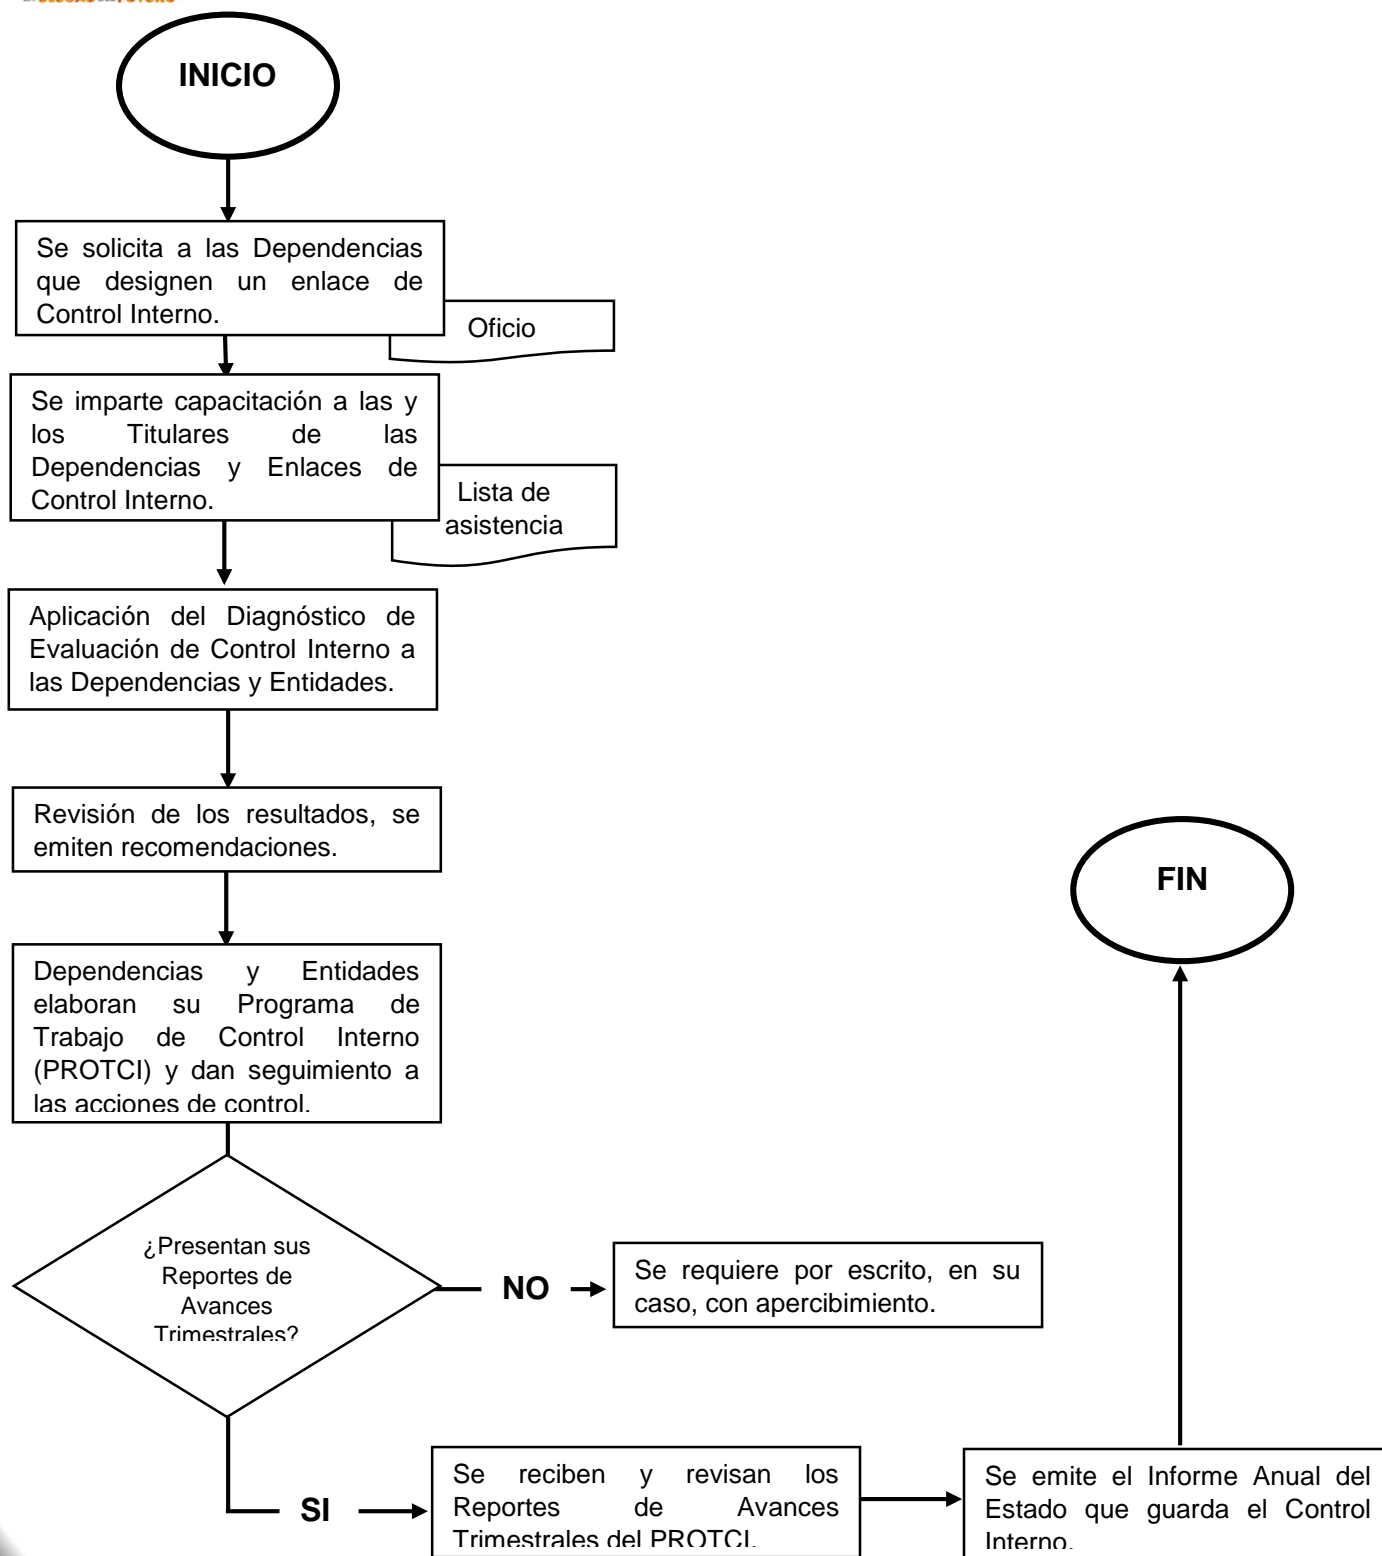 INICIO
Se solicita a las Dependencias
que designen un enlace de
Control Interno.
Oficio
Se imparte capacitación a las y
los Titulares de las
Dependencias y Enlaces de
Control Interno.
Lista de
asistencia
Aplicación del Diagnóstico de
Evaluación de Control Interno a
las Dependencias y Entidades.
Revisión de los resultados, se
emiten recomendaciones.
Dependencias y Entidades
elaboran su Programa de
Trabajo de Control Interno
(PROTCI) y dan seguimiento a
las acciones de control.
¿Presentan sus
Reportes de
Avances
Trimestrales?
NO
Se requiere por escrito, en su
caso, con apercibimiento.
SI
Se reciben y revisan los
Reportes de Avances
Trimestrales del PROTCI.
Se emite el Informe Anual del
Estado que guarda el Control
Interno.
FIN